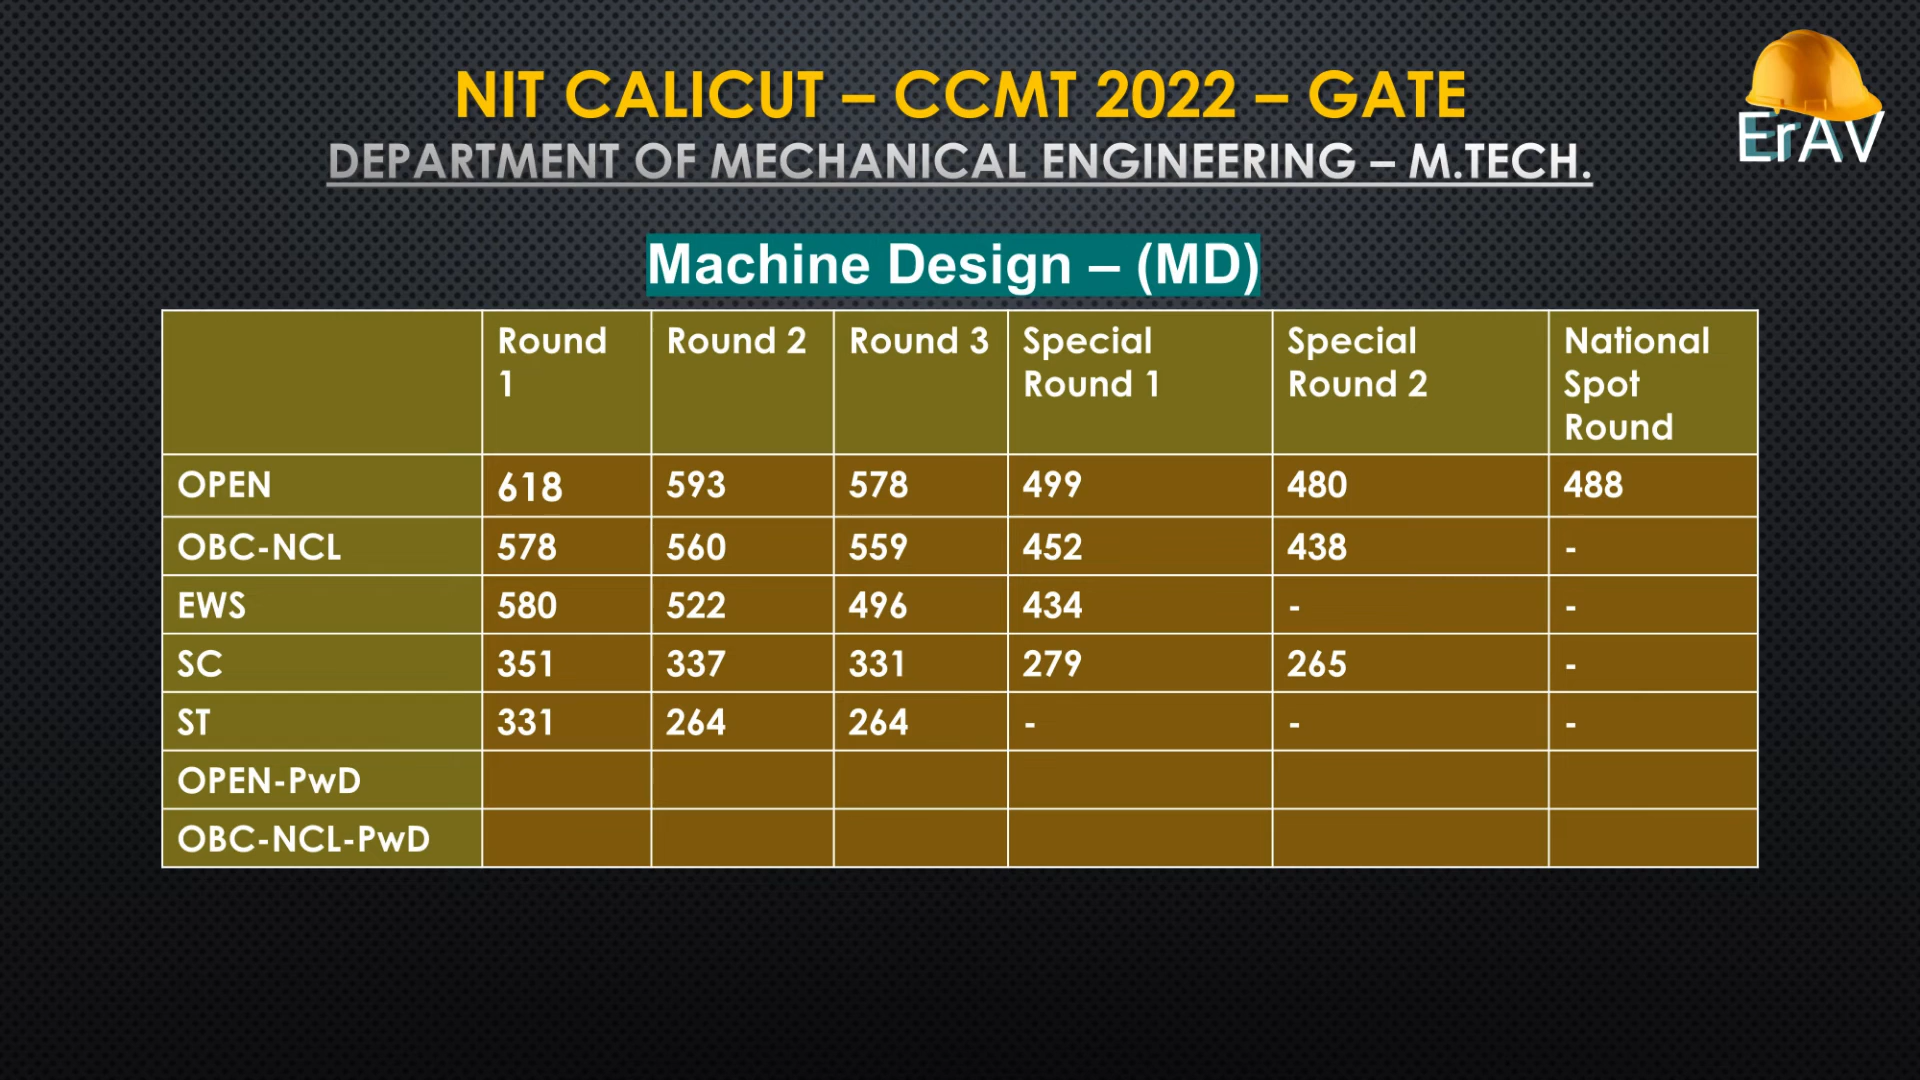 NIT CALICUT – CCMT 2022 – GATE
DEPARTMENT OF MECHANICAL ENGINEERING – M.TECH.
ErAV
Machine Design – (MD)
Round 1 Round 2 Round 3 Special Round 1 Special Round 2 National Spot Round
OPEN 618 593 578 499 480 488
OBC-NCL 578 560 559 452 438 -
EWS 580 522 496 434 - -
SC 351 337 331 279 265 -
ST 331 264 264 - - -
OPEN-PwD
OBC-NCL-PwD